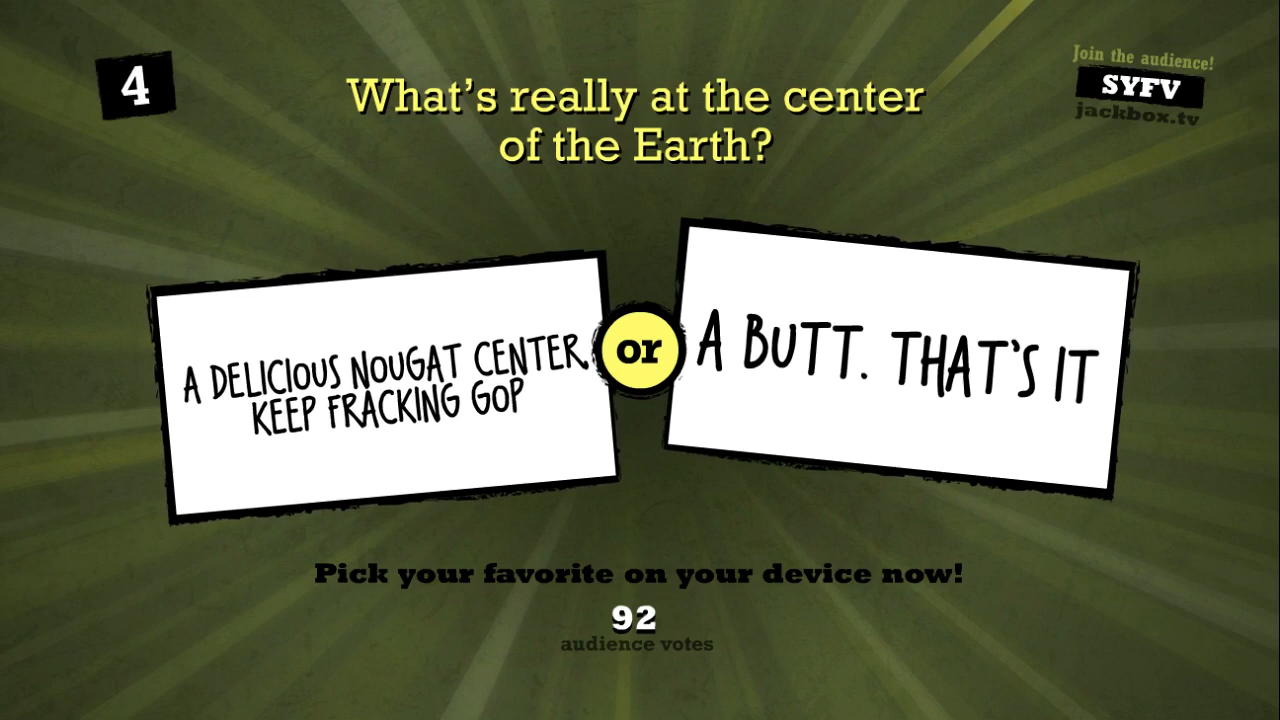 4
What's really at the center
of the Earth?
Join the audience!
SYFV
jackbox.tv
A DELICIOUS NOUGAT CENTER.
KEEP FRACKING GOP
or
A BUTT. THAT'S IT
Pick your favorite on your device now!
92
audience votes